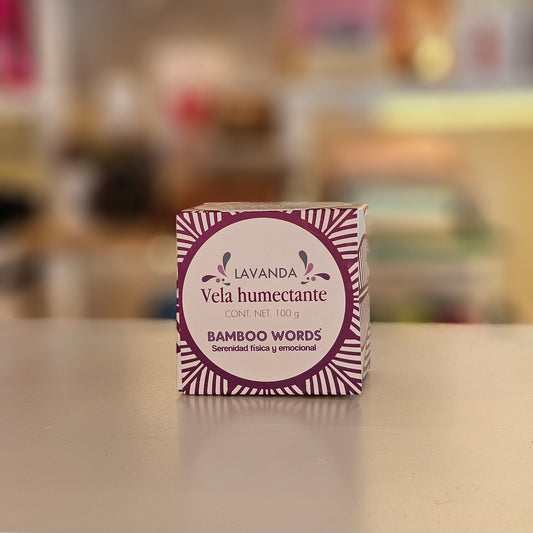 LAVANDA
Vela humectante
CONT. NET. 100 g
BAMBOO WORDS
Serenidad física y emocional